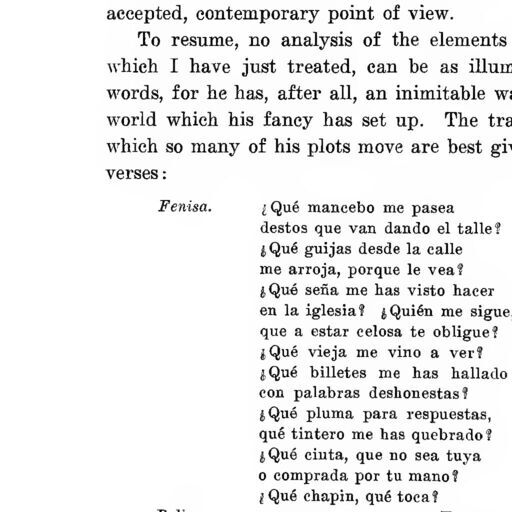 accepted, contemporary point of view.
To resume, no analysis of the elements
which I have just treated, can be as
words, for he has, after all, an inimitable
world which his fancy has set up. The
which so many of his plots move are best
verses:
Fenisa. ¿Qué mancebo me pasea
destos que van dando el talle?
¿Qué guijas desde la calle
me arroja, porque le vea?
¿Qué seña me has visto hacer
en la iglesia? ¿Quién me sigue,
que a estar celosa te obligue?
¿Qué vieja me vino a ver?
¿Qué billetes me has hallado
con palabras deshonestas?
¿Qué pluma para respuestas,
qué tintero me has quebrado?
¿Qué cinta, que no sea tuya
o comprada por tu mano?
¿Qué chapin, qué toca?